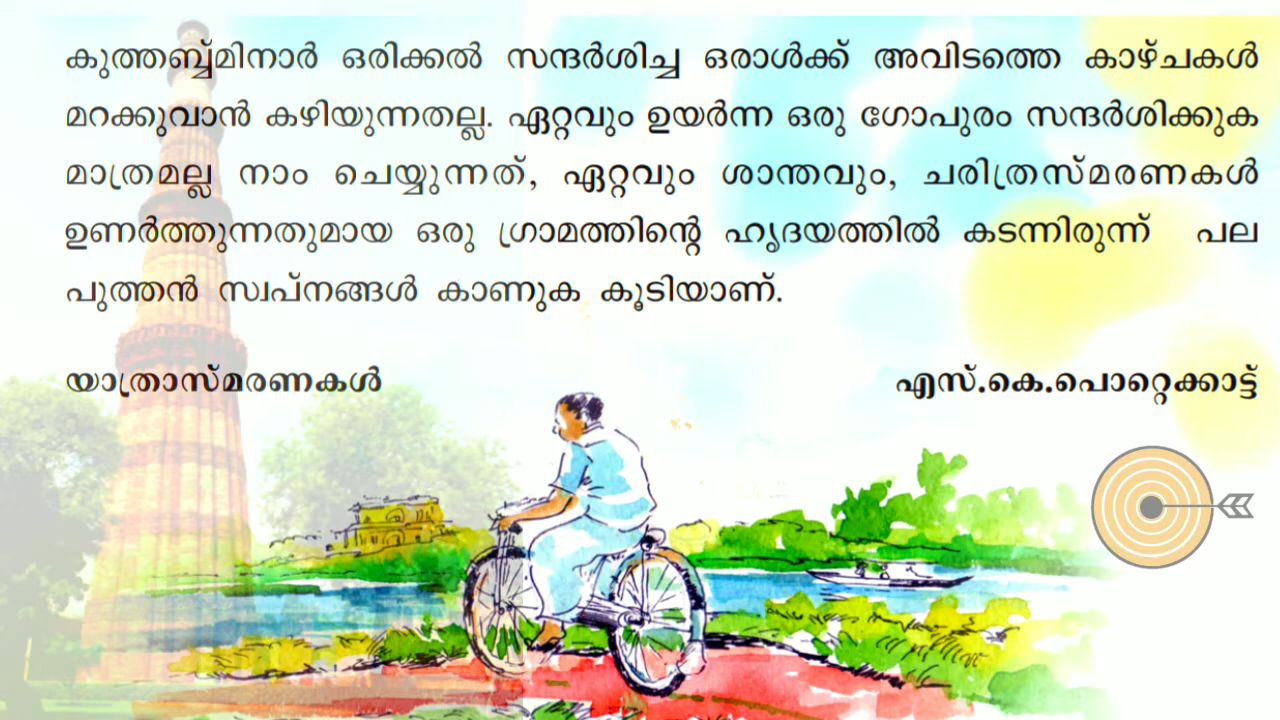 കുത്തബ്ബ്മിനാർ ഒരിക്കൽ സന്ദർശിച്ച ഒരാൾക്ക് അവിടത്തെ കാഴ്ചകൾ
മറക്കുവാൻ കഴിയുന്നതല്ല. ഏറ്റവും ഉയർന്ന ഒരു ഗോപുരം സന്ദർശിക്കുക
മാത്രമല്ല നാം ചെയ്യുന്നത്, ഏറ്റവും ശാന്തവും, ചരിത്രസ്മരണകൾ
ഉണർത്തുന്നതുമായ ഒരു ഗ്രാമത്തിന്റെ ഹൃദയത്തിൽ കടന്നിരുന്ന് പല
പുത്തൻ സ്വപ്നങ്ങൾ കാണുക കൂടിയാണ്.
യാത്രാസ്മരണകൾ എസ്.കെ.പൊറ്റെക്കാട്ട്